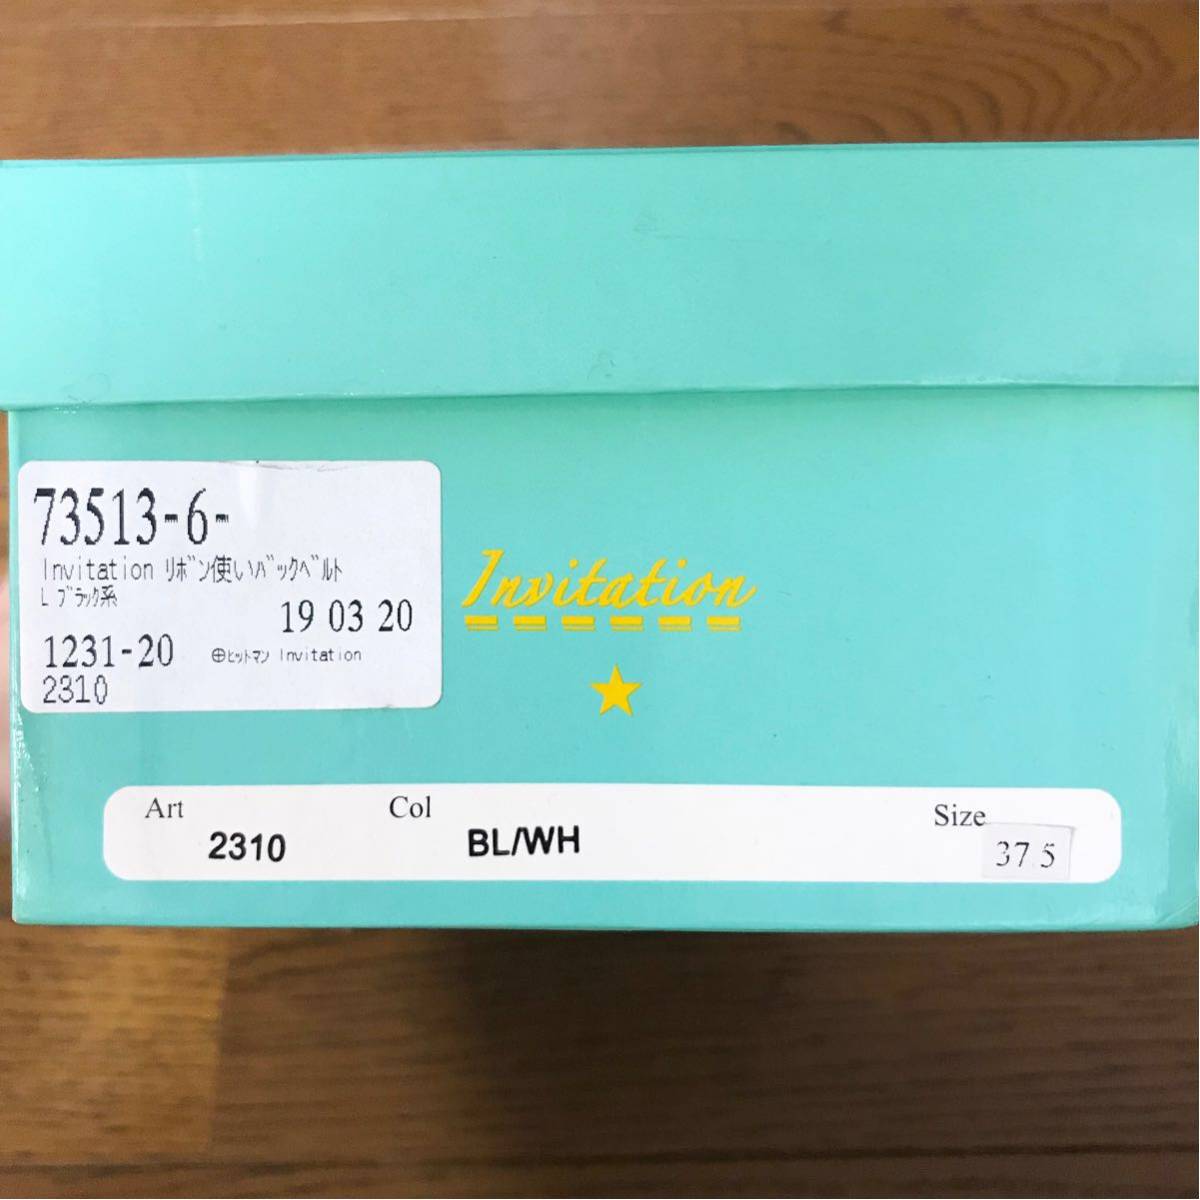 73513-6-
Invitation ﾘﾎﾞﾝ使いﾊﾞｯｸﾍﾞﾙﾄ
L ﾌﾞﾗｯｸ系
19 03 20
1231-20 ⊕ﾋｯﾄﾏﾝ Invitation
2310
Invitation
Art Col Size
2310 BL/WH 37.5